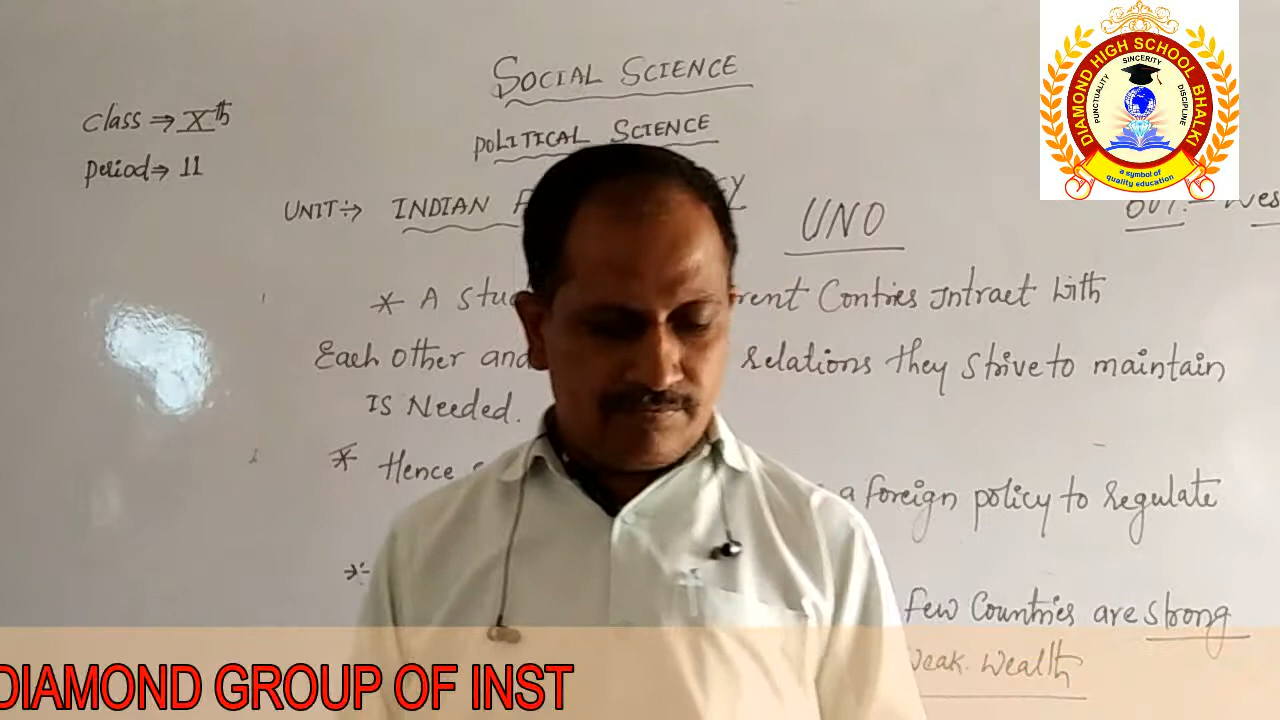 SOCIAL SCIENCE
POLITICAL SCIENCE
class ⇒ Xth
period ⇒ 11
UNIT ÷> INDIAN
UNO
* A stu rent Contries Intract With
Each other and relations they strive to maintain
IS Needed.
* Hence a foreign policy to regulate
few Countries are strong
weak. Wealth
DIAMOND HIGH SCHOOL BHALKI
PUNCTUALITY SINCERITY DISCIPLINE
a symbol of
quality education
DIAMOND GROUP OF INST